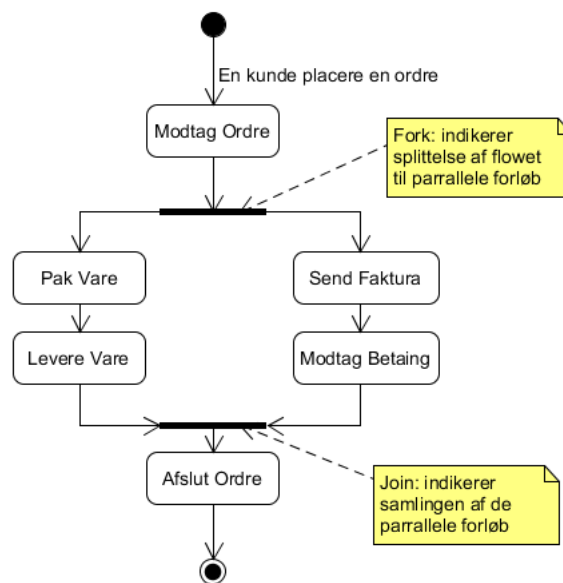 En kunde placere en ordre
Modtag Ordre
Fork: indikerer
splittelse af flowet
til parrallele forløb
Pak Vare
Send Faktura
Levere Vare
Modtag Betaing
Afslut Ordre
Join: indikerer
samlingen af de
parrallele forløb